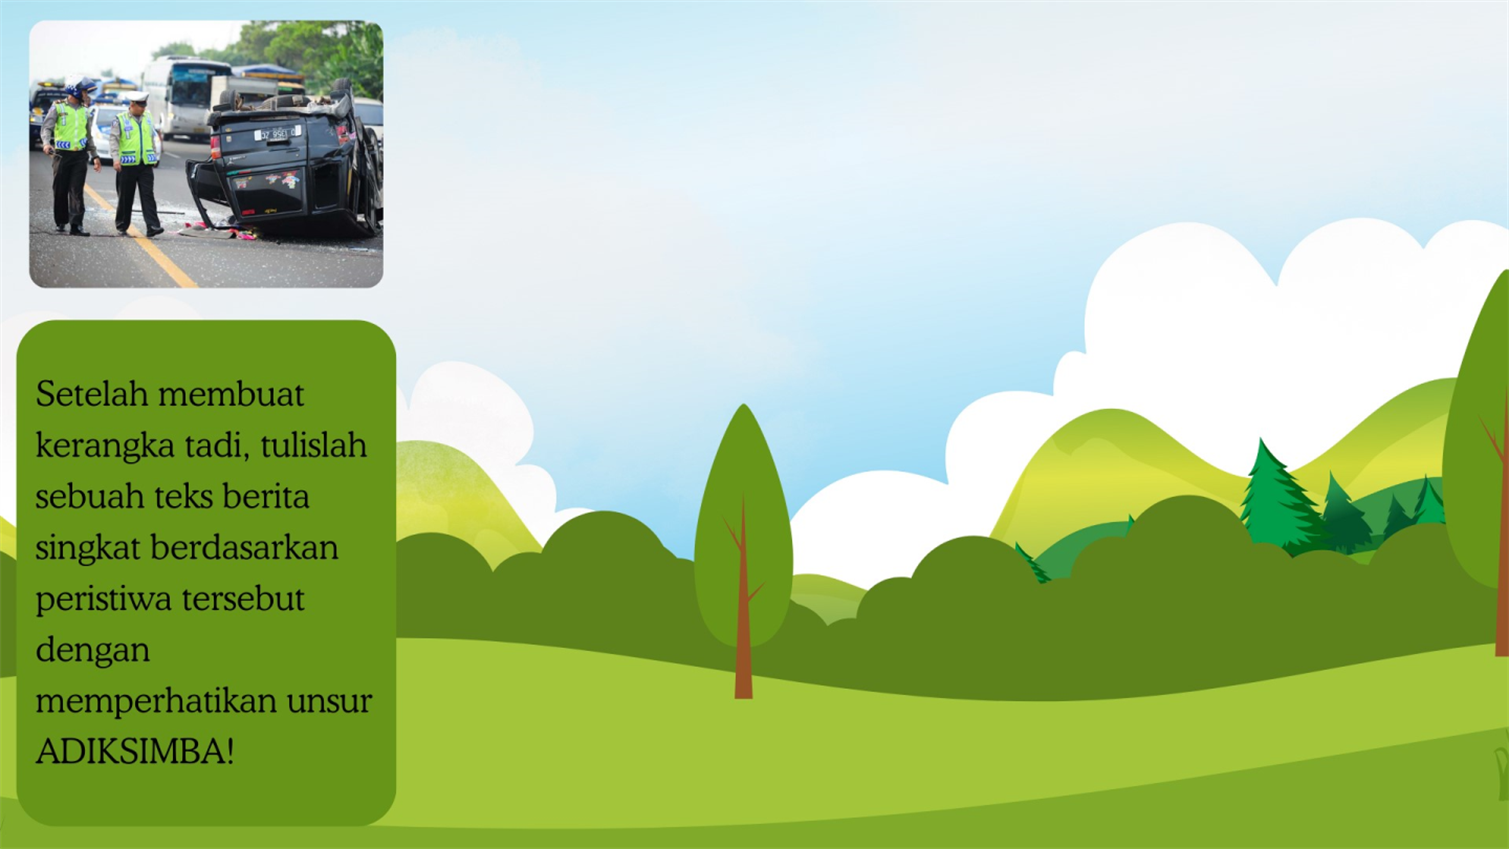 Setelah membuat
kerangka tadi, tulislah
sebuah teks berita
singkat berdasarkan
peristiwa tersebut
dengan
memperhatikan unsur
ADIKSIMBA!